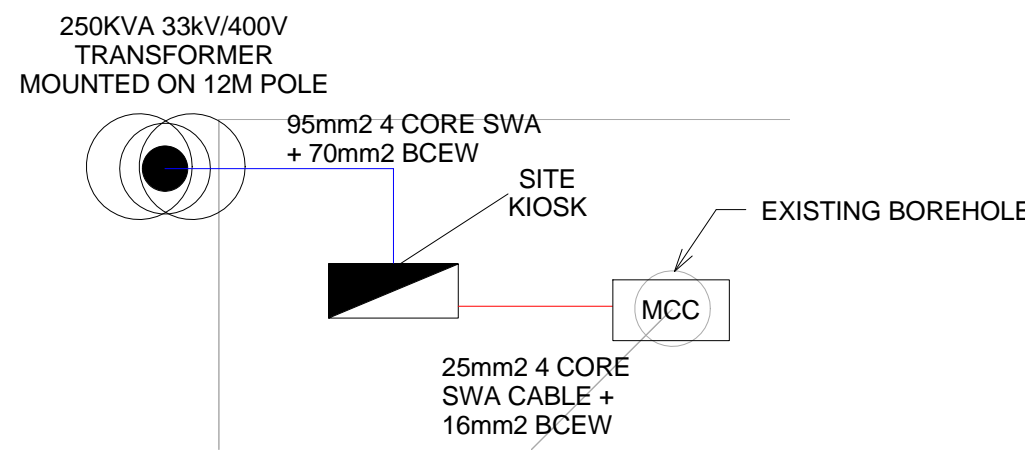 250KVA 33kV/400V
TRANSFORMER
MOUNTED ON 12M POLE
95mm2 4 CORE SWA
+ 70mm2 BCEW
SITE
KIOSK
EXISTING BOREHOLE
MCC
25mm2 4 CORE
SWA CABLE +
16mm2 BCEW